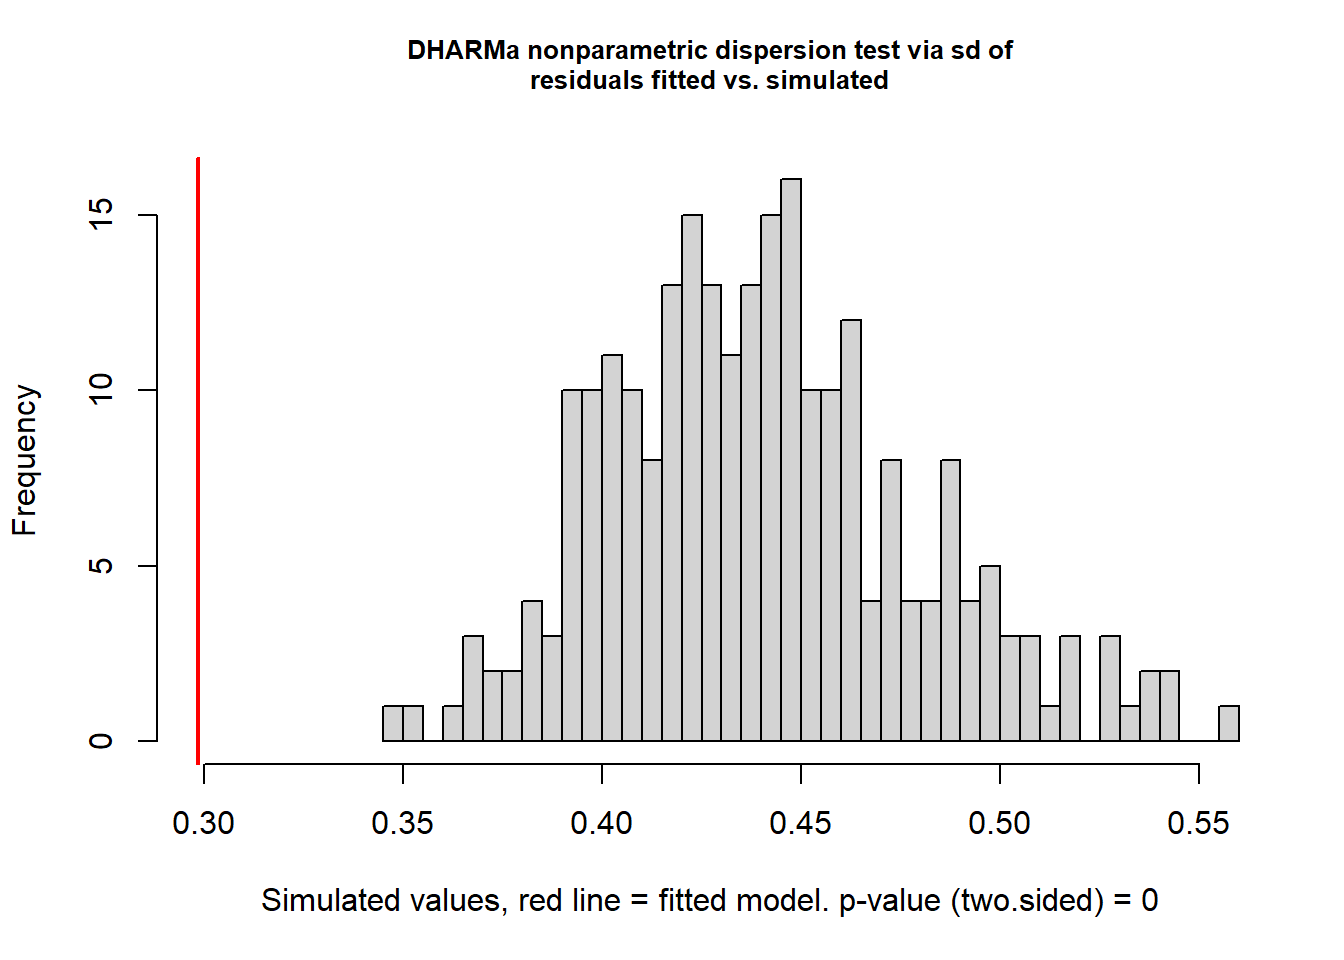 DHARMa nonparametric dispersion test via sd of
residuals fitted vs. simulated
Frequency
15
10
5
0
0.30 0.35 0.40 0.45 0.50 0.55
Simulated values, red line = fitted model. p-value (two.sided) = 0